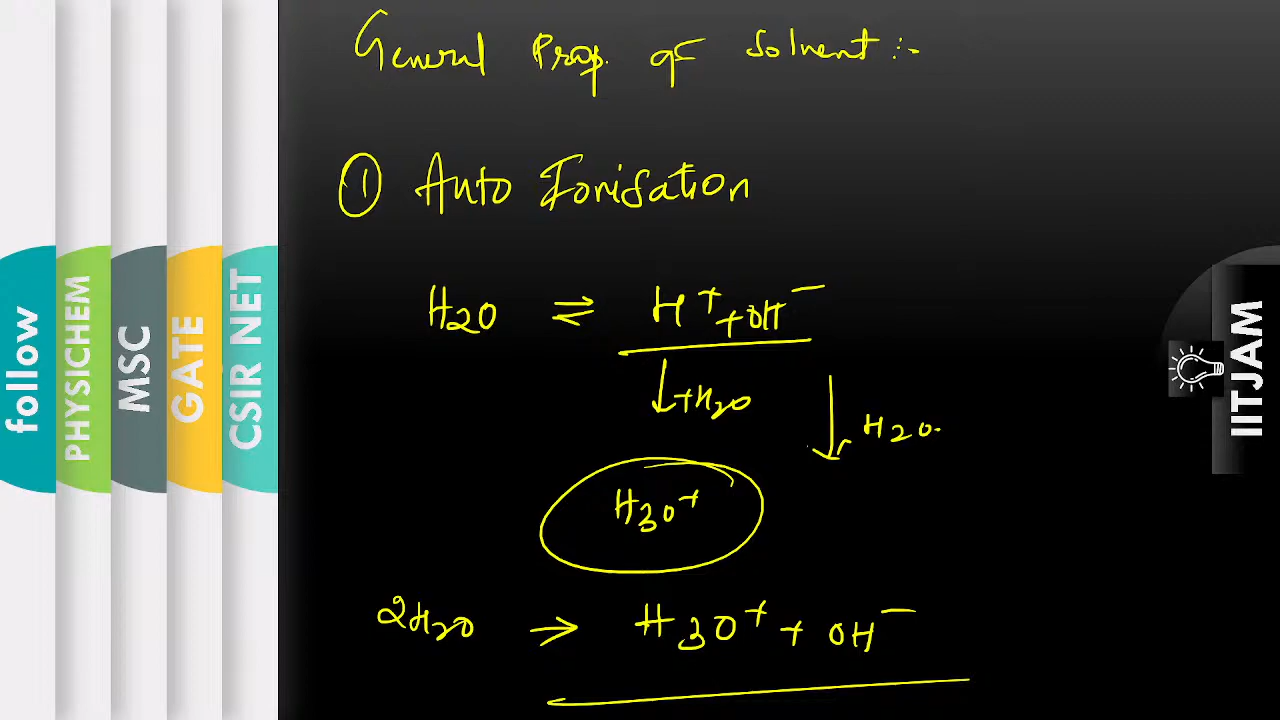 General Prop. of Solvent :-
① Auto Ionisation
H2O ⇌ H+ + OH−
↓ +H2O ↓ H2O
H3O+
2H2O → H3O+ + OH−
follow
PHYSICHEM
MSC
GATE
CSIR NET
IITJAM